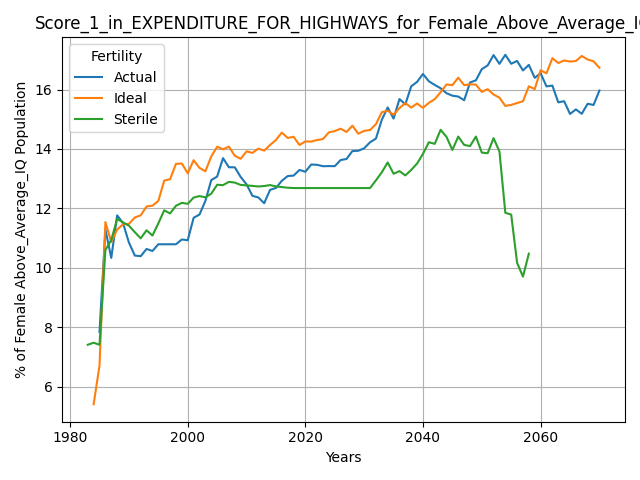 Score_1_in_EXPENDITURE_FOR_HIGHWAYS_for_Female_Above_Average_IQ
Fertility
Actual
Ideal
Sterile
16
14
12
10
8
6
% of Female Above_Average_IQ Population
1980
2000
2020
2040
2060
Years